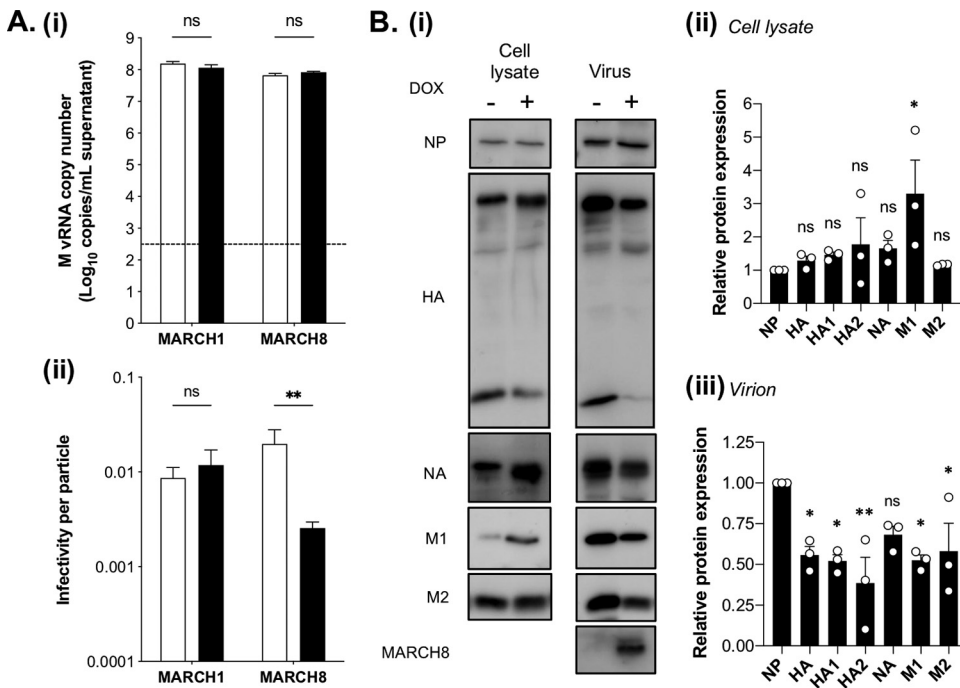 A. (i)
ns
ns
M vRNA copy number
(Log10 copies/mL supernatant)
10
9
8
7
6
5
4
3
2
1
0
MARCH1
MARCH8
(ii)
ns
**
Infectivity per particle
0.1
0.01
0.001
0.0001
MARCH1
MARCH8
B. (i)
Cell
lysate
Virus
DOX
- + - +
NP
HA
NA
M1
M2
MARCH8
(ii) Cell lysate
Relative protein expression
6
5
4
3
2
1
0
ns
ns
ns
ns
*
ns
NP
HA
HA1
HA2
NA
M1
M2
(iii) Virion
Relative protein expression
1.25
1.00
0.75
0.50
0.25
0.00
*
*
**
ns
*
*
NP
HA
HA1
HA2
NA
M1
M2